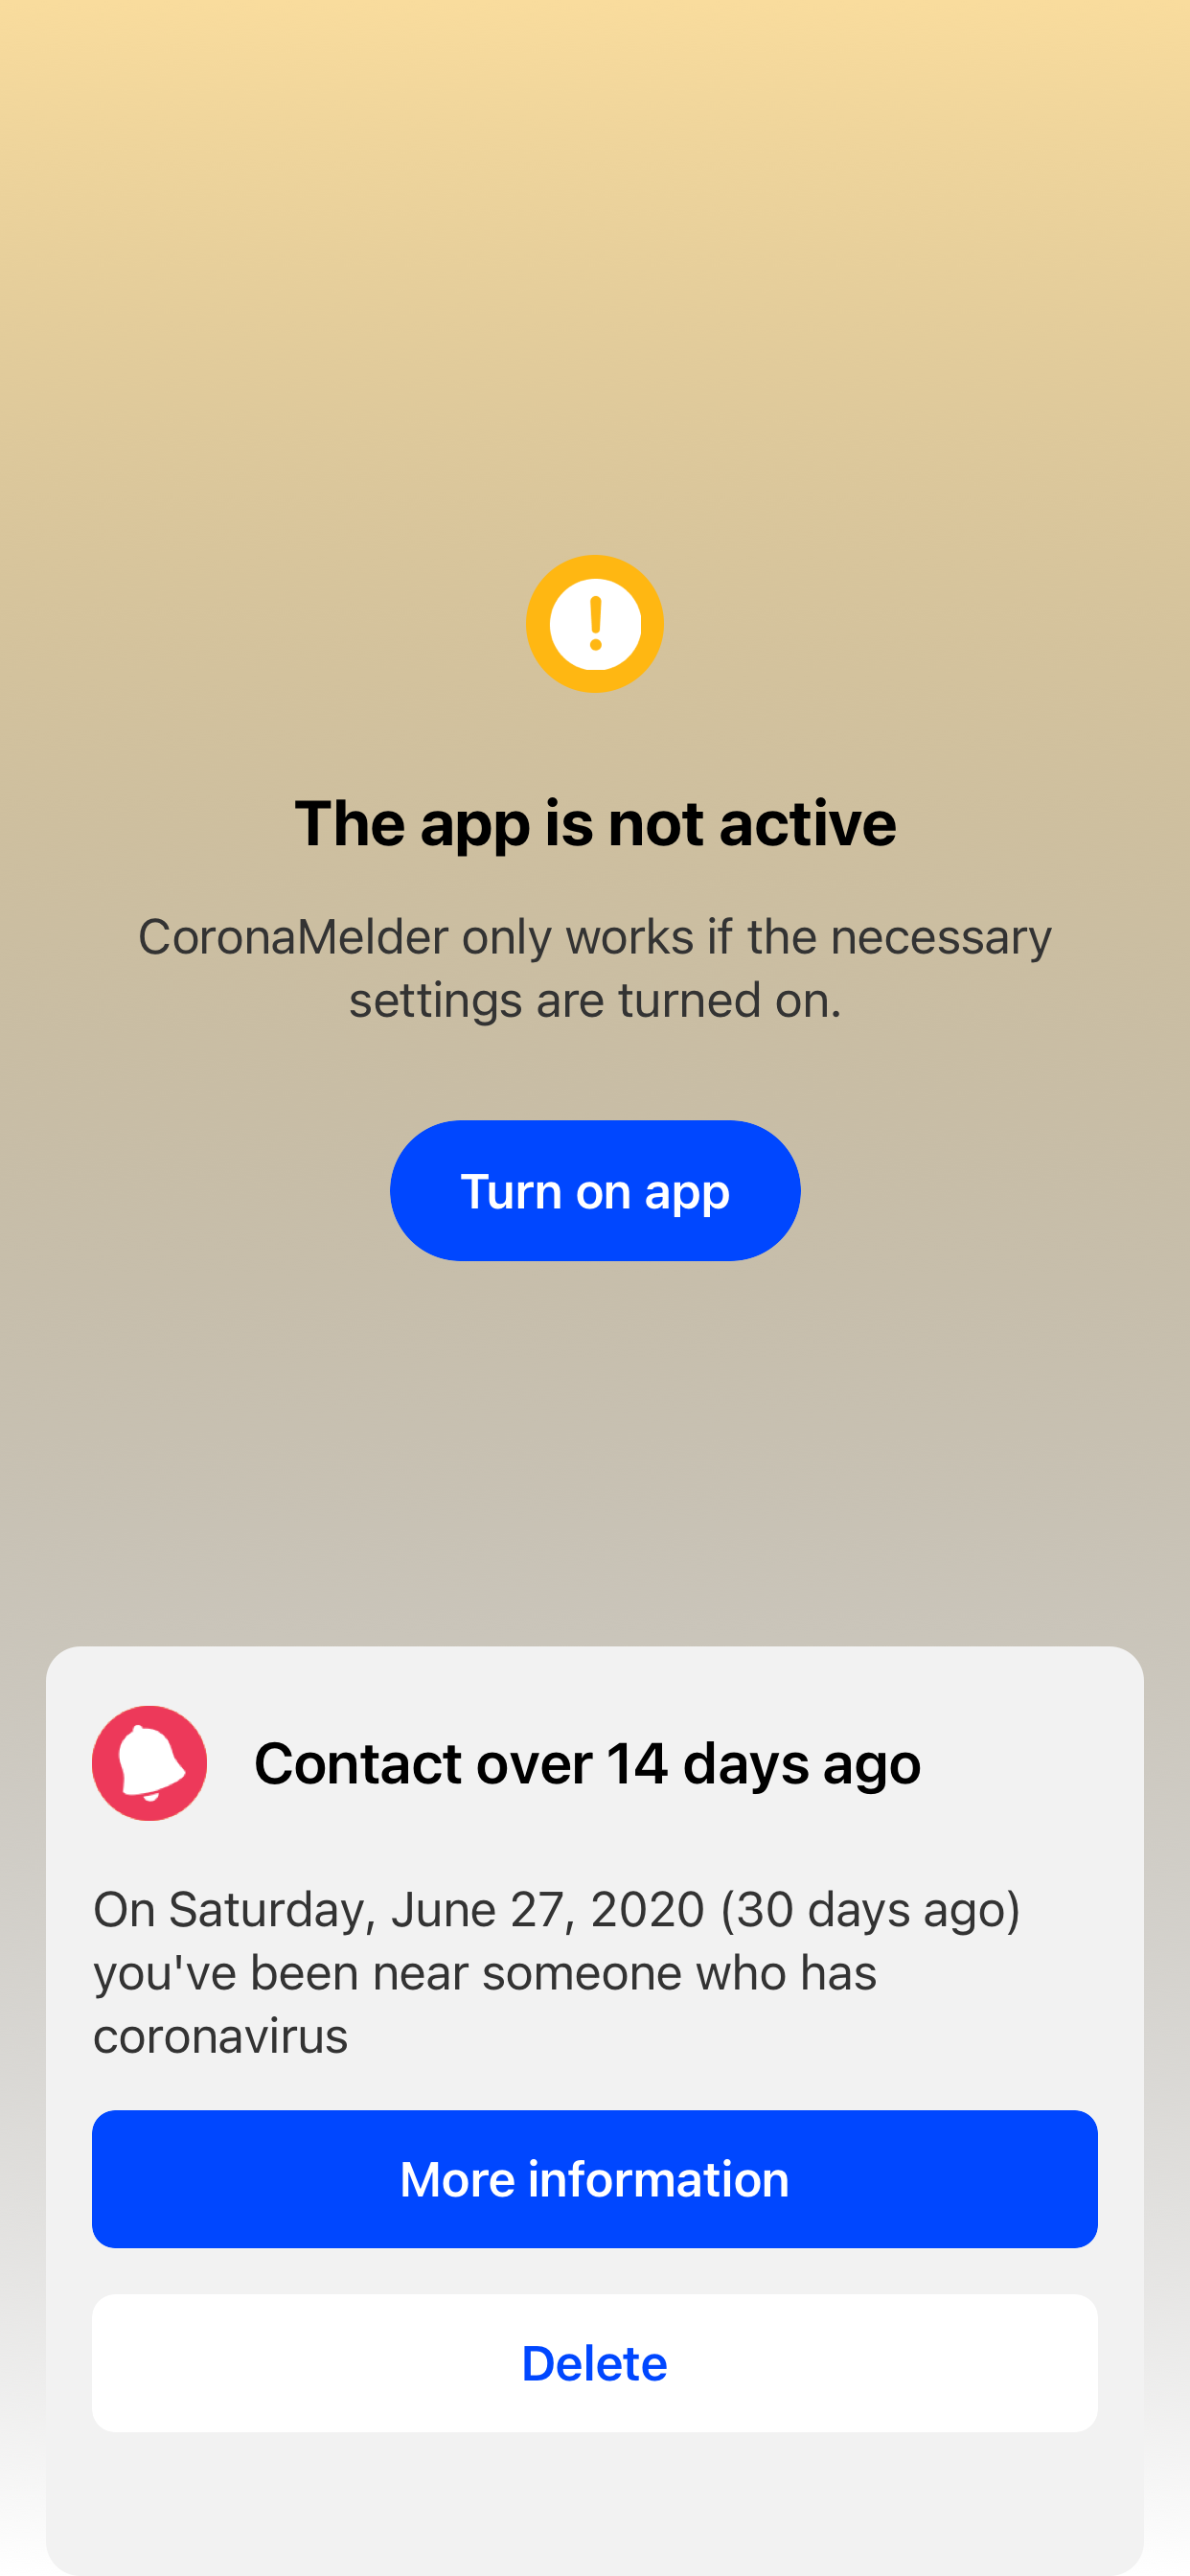 The app is not active
CoronaMelder only works if the necessary
settings are turned on.
Turn on app
Contact over 14 days ago
On Saturday, June 27, 2020 (30 days ago)
you've been near someone who has
coronavirus
More information
Delete